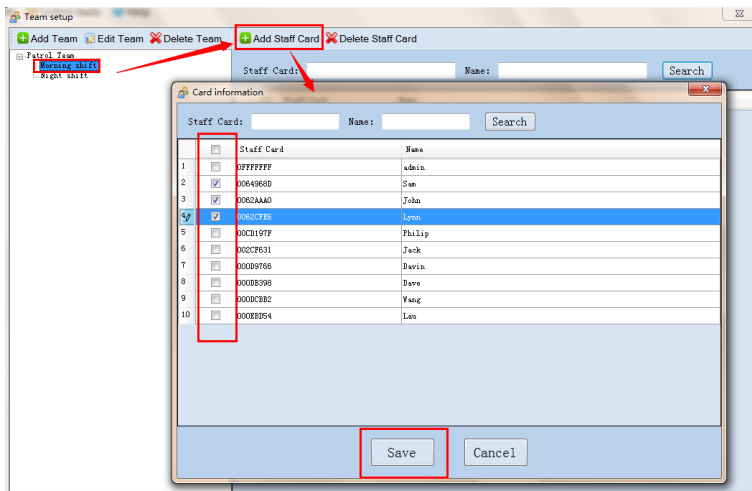 Team setup
Add Team Edit Team Delete Team Add Staff Card Delete Staff Card
Patrol Team
Morning shift
Night shift
Staff Card: Name: Search
Card information
Staff Card: Name: Search
Staff Card Name
1 0FFFFFFF admin
2 0064968D Sam
3 0062AAA0 John
0062CFE6 Lynn
5 00CD197F Philip
6 002CF631 Jack
7 000D9766 Davin
8 000DB398 Dave
9 000DCBB2 Wang
10 000EBD54 Lau
Save Cancel